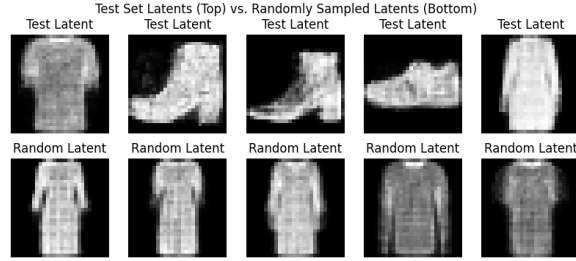 Test Set Latents (Top) vs. Randomly Sampled Latents (Bottom)
Test Latent Test Latent Test Latent Test Latent Test Latent
Random Latent Random Latent Random Latent Random Latent Random Latent